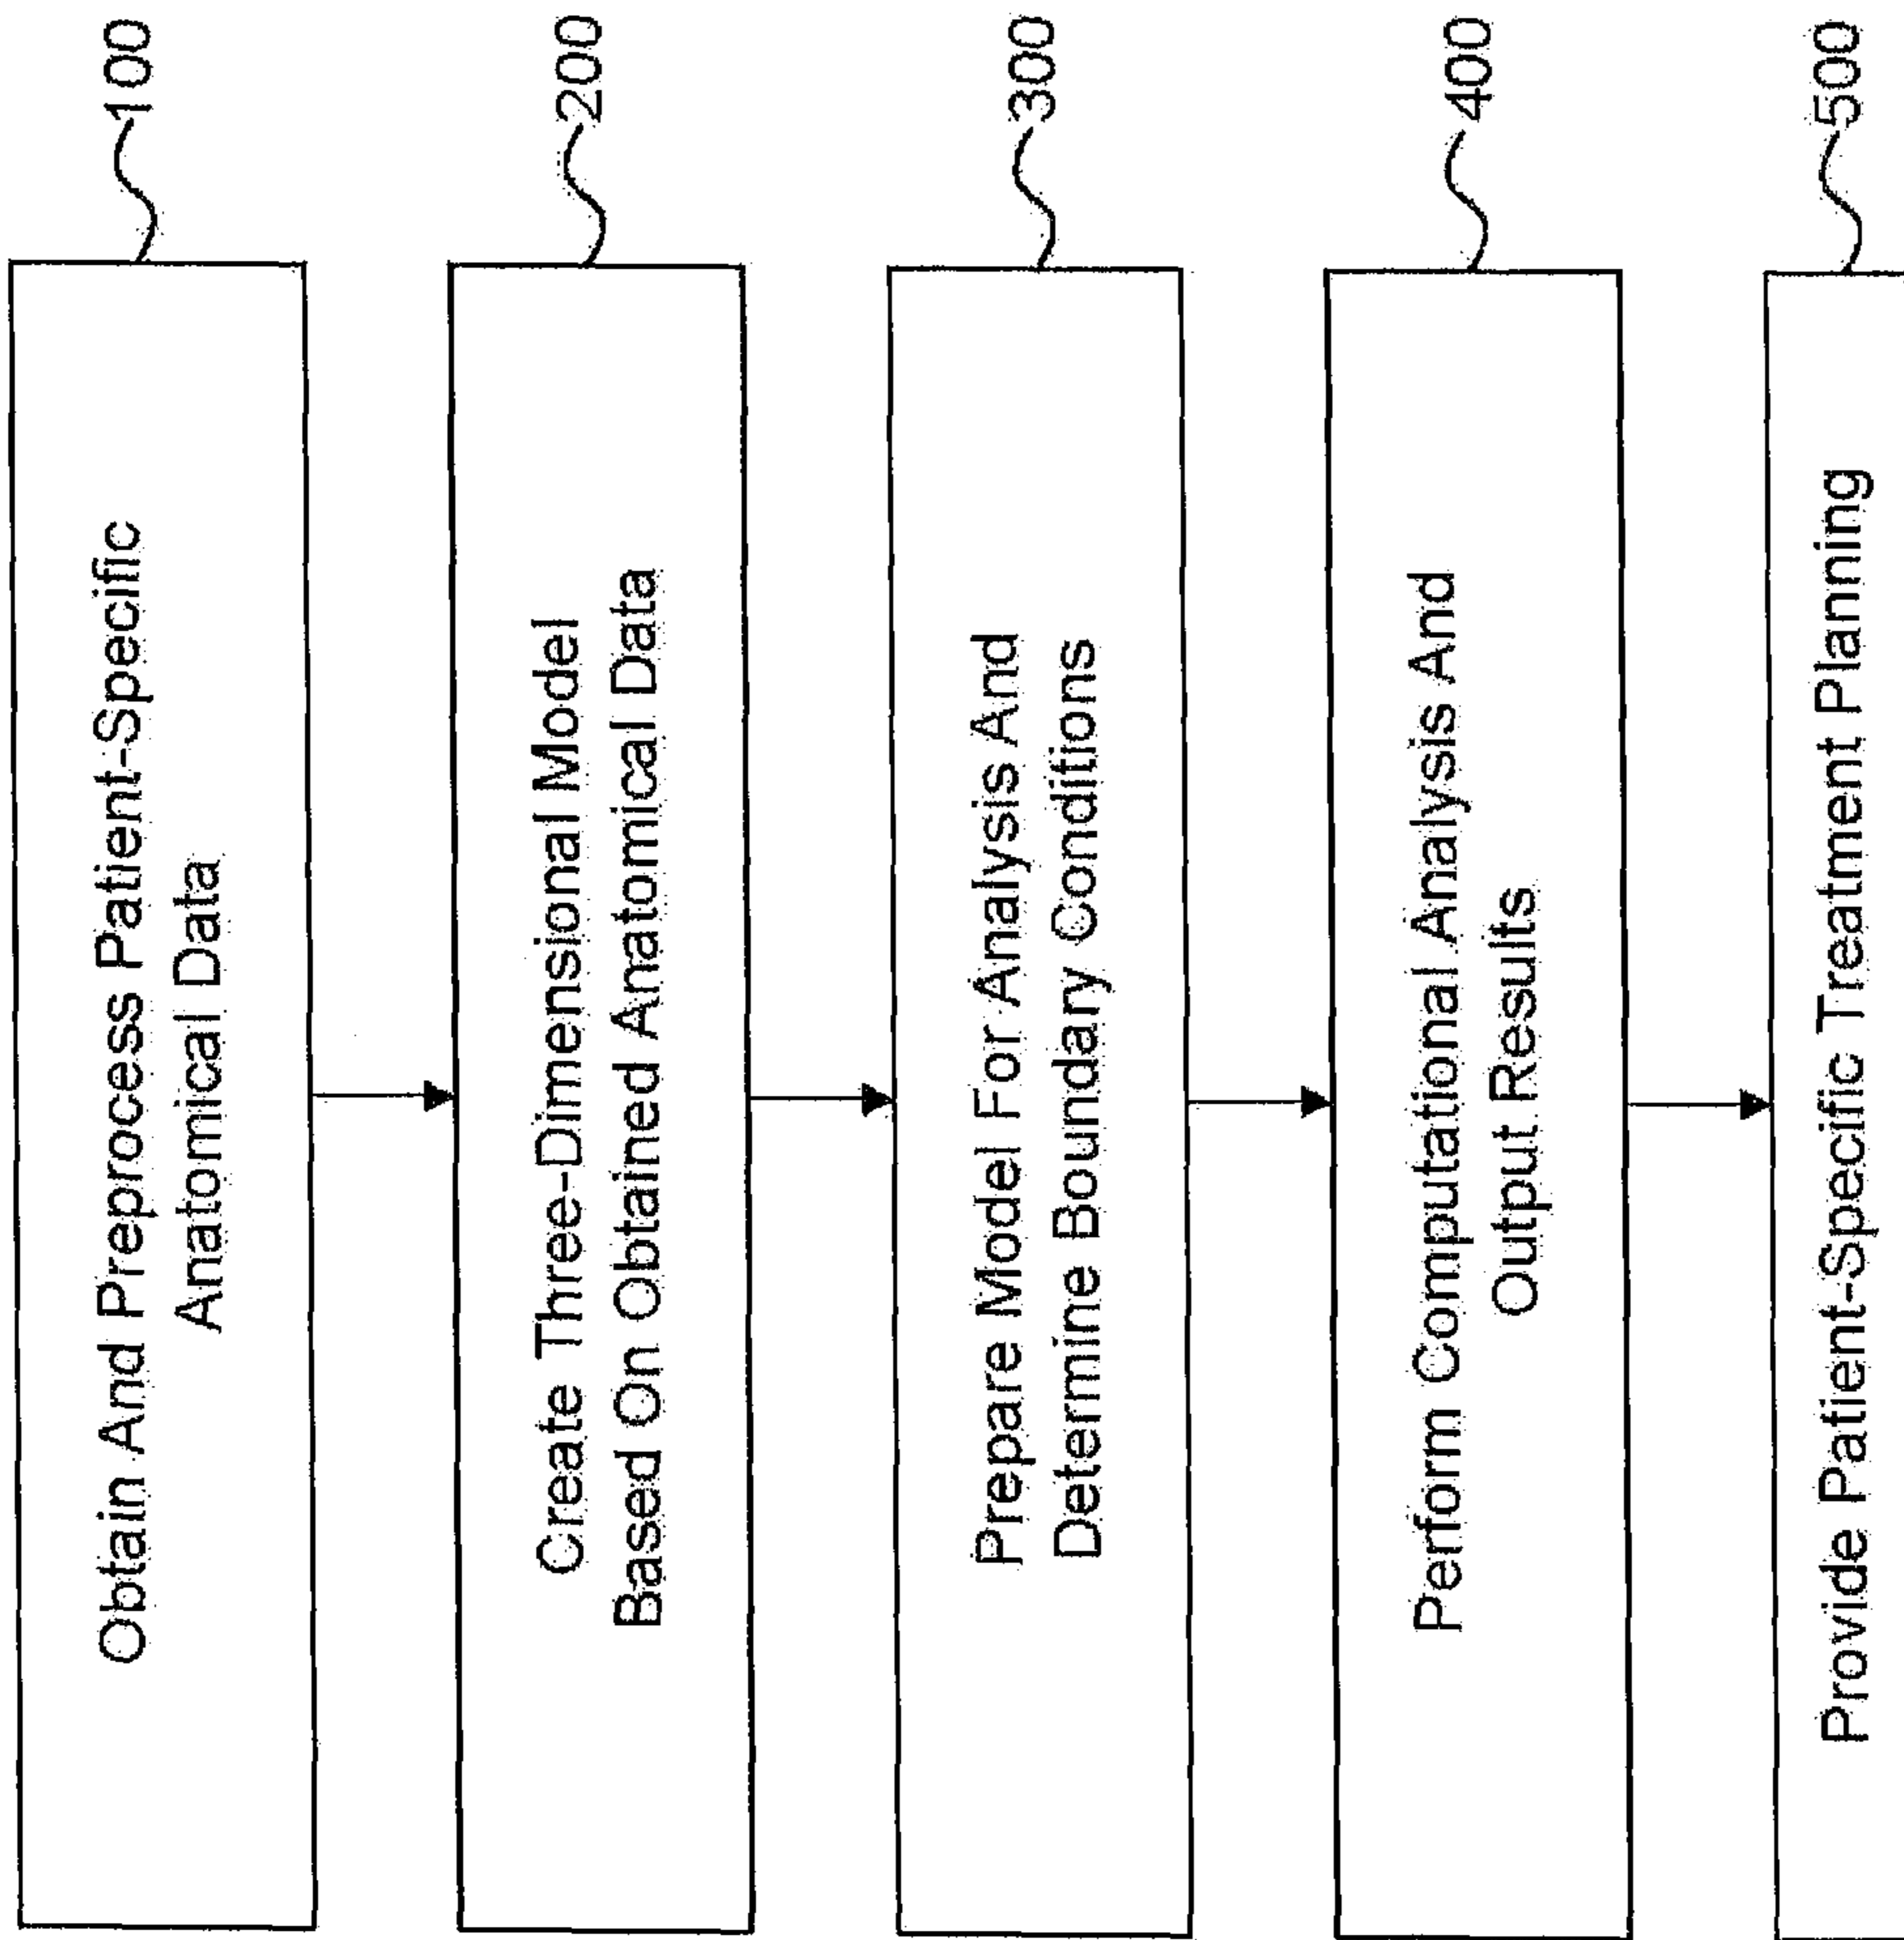 Obtain And Preprocess Patient-Specific
Anatomical Data
100
Create Three-Dimensional Model
Based On Obtained Anatomical Data
200
Prepare Model For Analysis And
Determine Boundary Conditions
300
Perform Computational Analysis And
Output Results
400
Provide Patient-Specific Treatment Planning
500